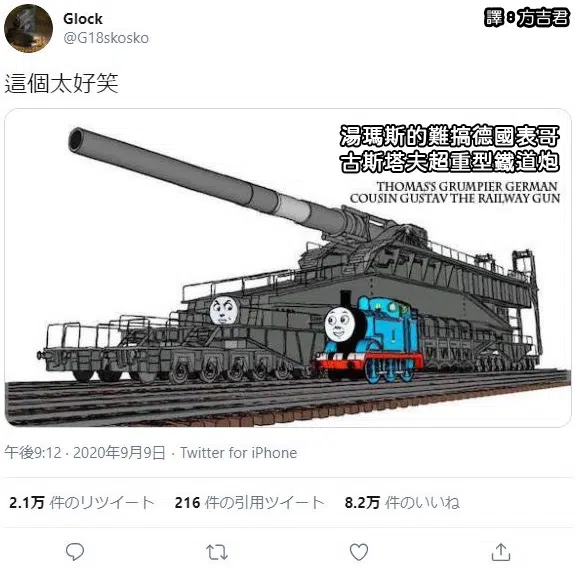 Glock
@G18skosko
譯:方吉君
這個太好笑
湯瑪斯的難搞德國表哥
古斯塔夫超重型鐵道炮
THOMAS'S GRUMPIER GERMAN
COUSIN GUSTAV THE RAILWAY GUN
午後9:12 · 2020年9月9日 · Twitter for iPhone
2.1万 件のリツイート 216 件の引用ツイート 8.2万 件のいいね